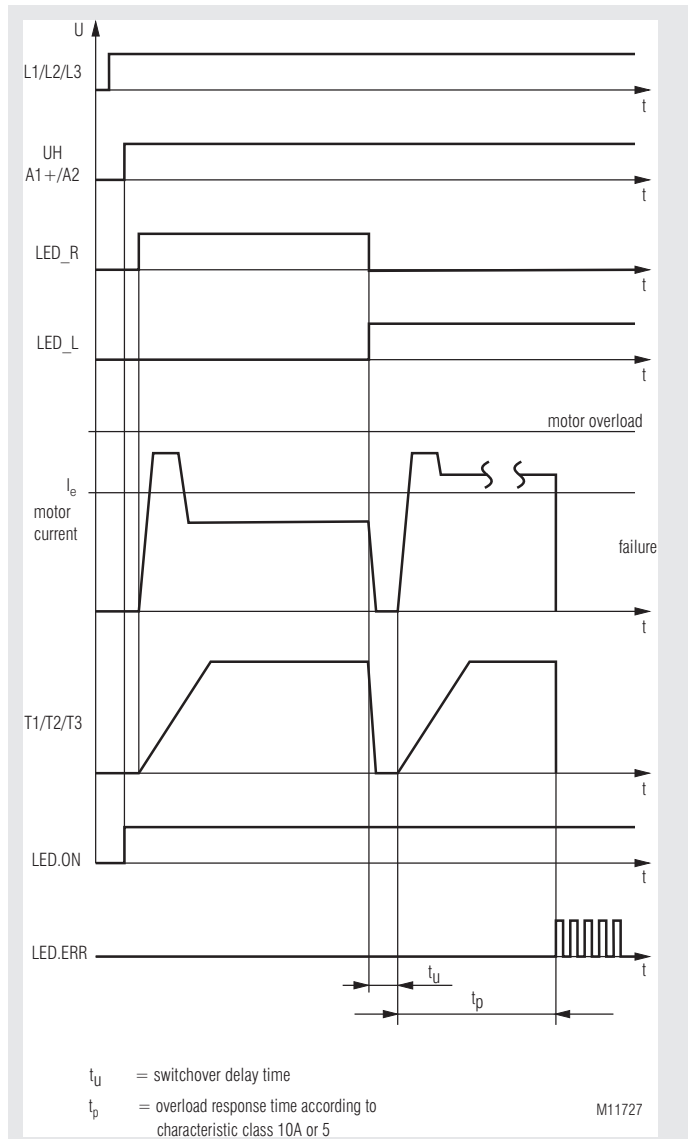 U
L1/L2/L3
t
UH
A1+/A2
t
LED_R
t
LED_L
t
motor overload
Ie
motor
current
failure
t
T1/T2/T3
t
LED.ON
t
LED.ERR
t
tU
tp
tU = switchover delay time
tp = overload response time according to
characteristic class 10A or 5
M11727